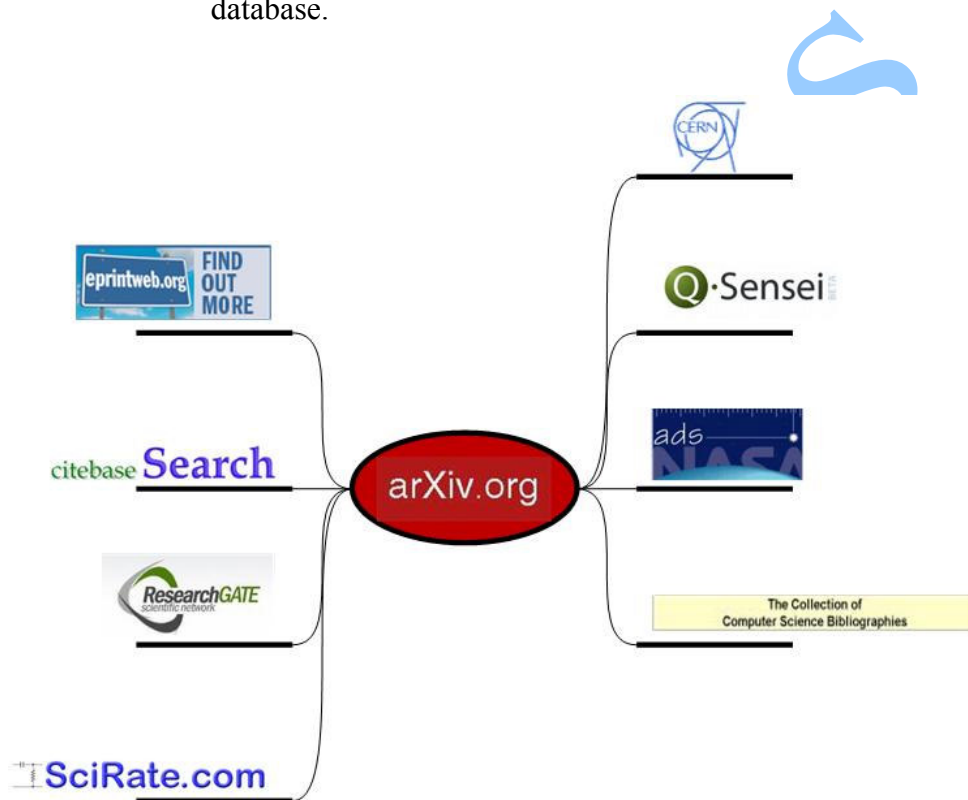 database.
CERN
eprintweb.org
FIND
OUT
MORE
Q·Sensei
BETA
ads
NASA
citebase Search
arXiv.org
ResearchGATE
scientific network
The Collection of
Computer Science Bibliographies
SciRate.com